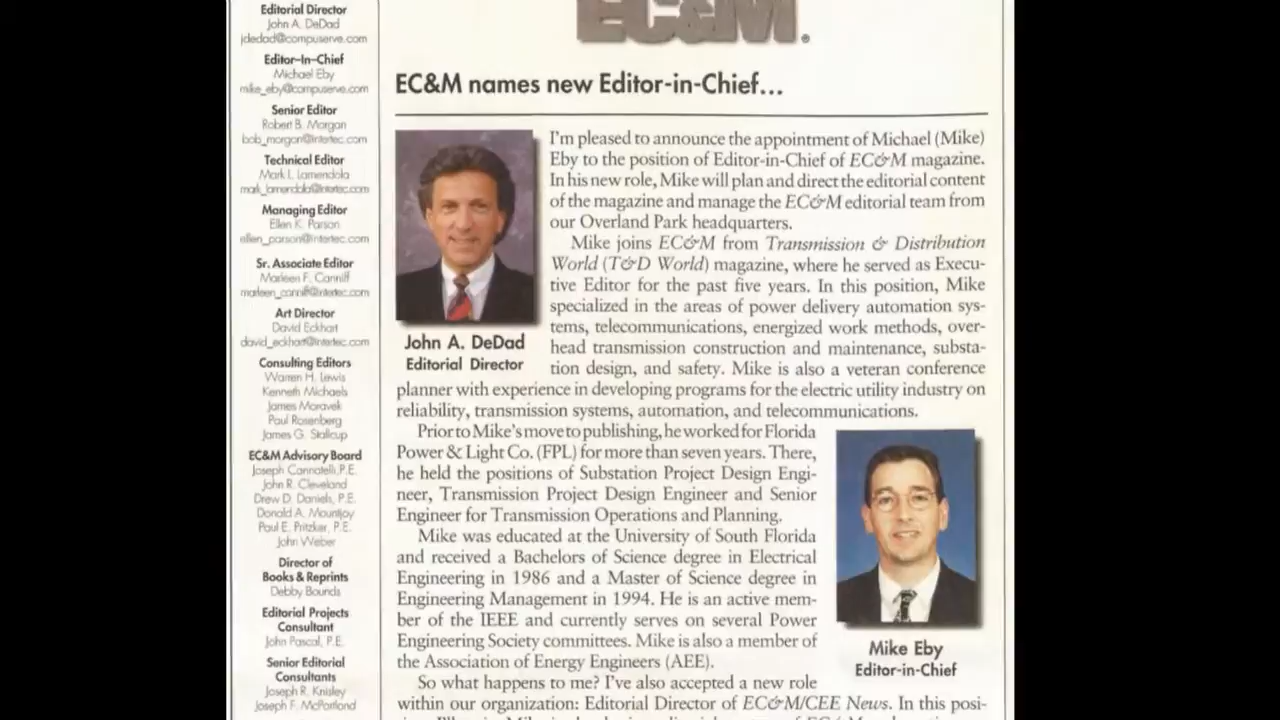 Editorial Director
John A. DeDad
jdedad@compuserve.com
Editor–In–Chief
Michael Eby
mike_eby@compuserve.com
Senior Editor
Robert B. Morgan
bob_morgan@intertec.com
Technical Editor
Mark L. Lamendola
mark_lamendola@intertec.com
Managing Editor
Ellen K. Parson
ellen_parson@intertec.com
Sr. Associate Editor
Marleen F. Canniff
marleen_canniff@intertec.com
Art Director
David Eckhart
david_eckhart@intertec.com
Consulting Editors
Warren H. Lewis
Kenneth Michaels
James Moravek
Paul Rosenberg
James G. Stallcup
EC&M Advisory Board
Joseph Cannatelli,P.E.
John R. Cleveland
Drew D. Daniels, P.E.
Donald A. Mountjoy
Paul E. Pritzker, P.E.
John Weber
Director of
Books & Reprints
Debby Bounds
Editorial Projects
Consultant
John Pascal, P.E.
Senior Editorial
Consultants
Joseph R. Knisley
Joseph F. McPartland
EC&M®
EC&M names new Editor-in-Chief...
I'm pleased to announce the appointment of Michael (Mike)
Eby to the position of Editor-in-Chief of EC&M magazine.
In his new role, Mike will plan and direct the editorial content
of the magazine and manage the EC&M editorial team from
our Overland Park headquarters.
Mike joins EC&M from Transmission & Distribution
World (T&D World) magazine, where he served as Execu-
tive Editor for the past five years. In this position, Mike
specialized in the areas of power delivery automation sys-
tems, telecommunications, energized work methods, over-
head transmission construction and maintenance, substa-
tion design, and safety. Mike is also a veteran conference
planner with experience in developing programs for the electric utility industry on
reliability, transmission systems, automation, and telecommunications.
John A. DeDad
Editorial Director
Prior to Mike's move to publishing, he worked for Florida
Power & Light Co. (FPL) for more than seven years. There,
he held the positions of Substation Project Design Engi-
neer, Transmission Project Design Engineer and Senior
Engineer for Transmission Operations and Planning.
Mike was educated at the University of South Florida
and received a Bachelors of Science degree in Electrical
Engineering in 1986 and a Master of Science degree in
Engineering Management in 1994. He is an active mem-
ber of the IEEE and currently serves on several Power
Engineering Society committees. Mike is also a member of
the Association of Energy Engineers (AEE).
Mike Eby
Editor-in-Chief
So what happens to me? I've also accepted a new role
within our organization: Editorial Director of EC&M/CEE News. In this posi-